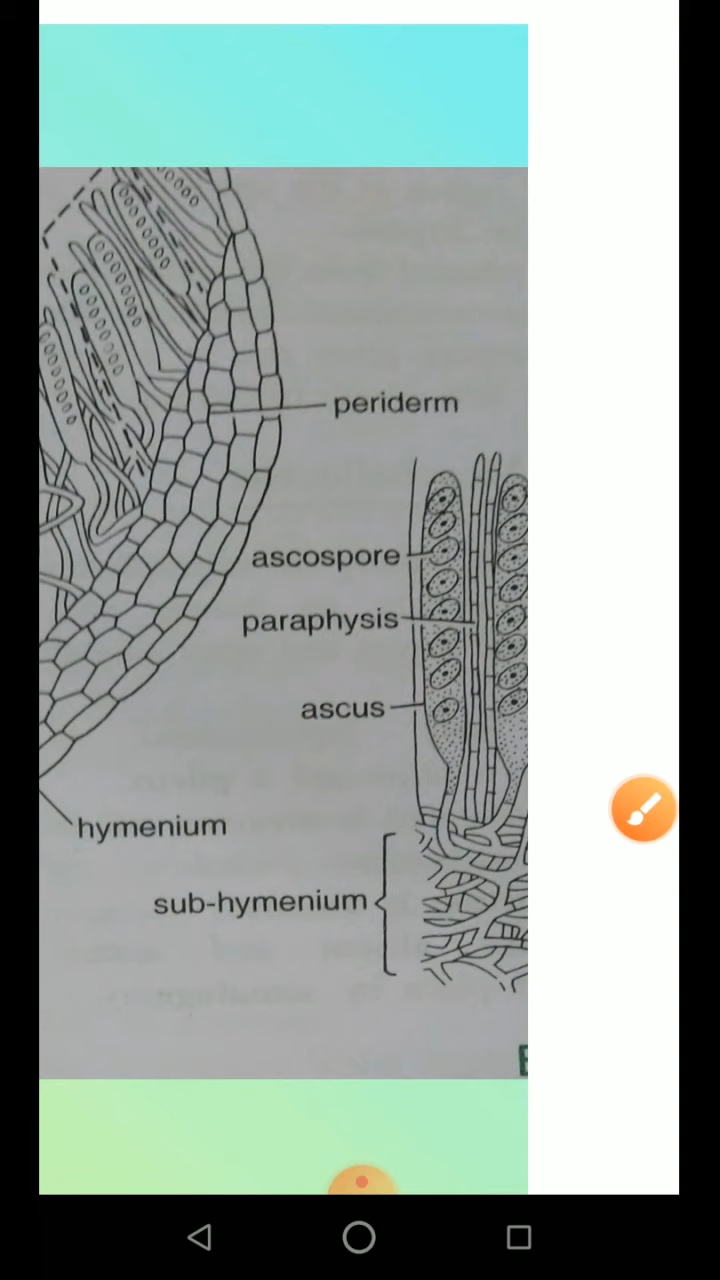 periderm
ascospore
paraphysis
ascus
hymenium
sub-hymenium